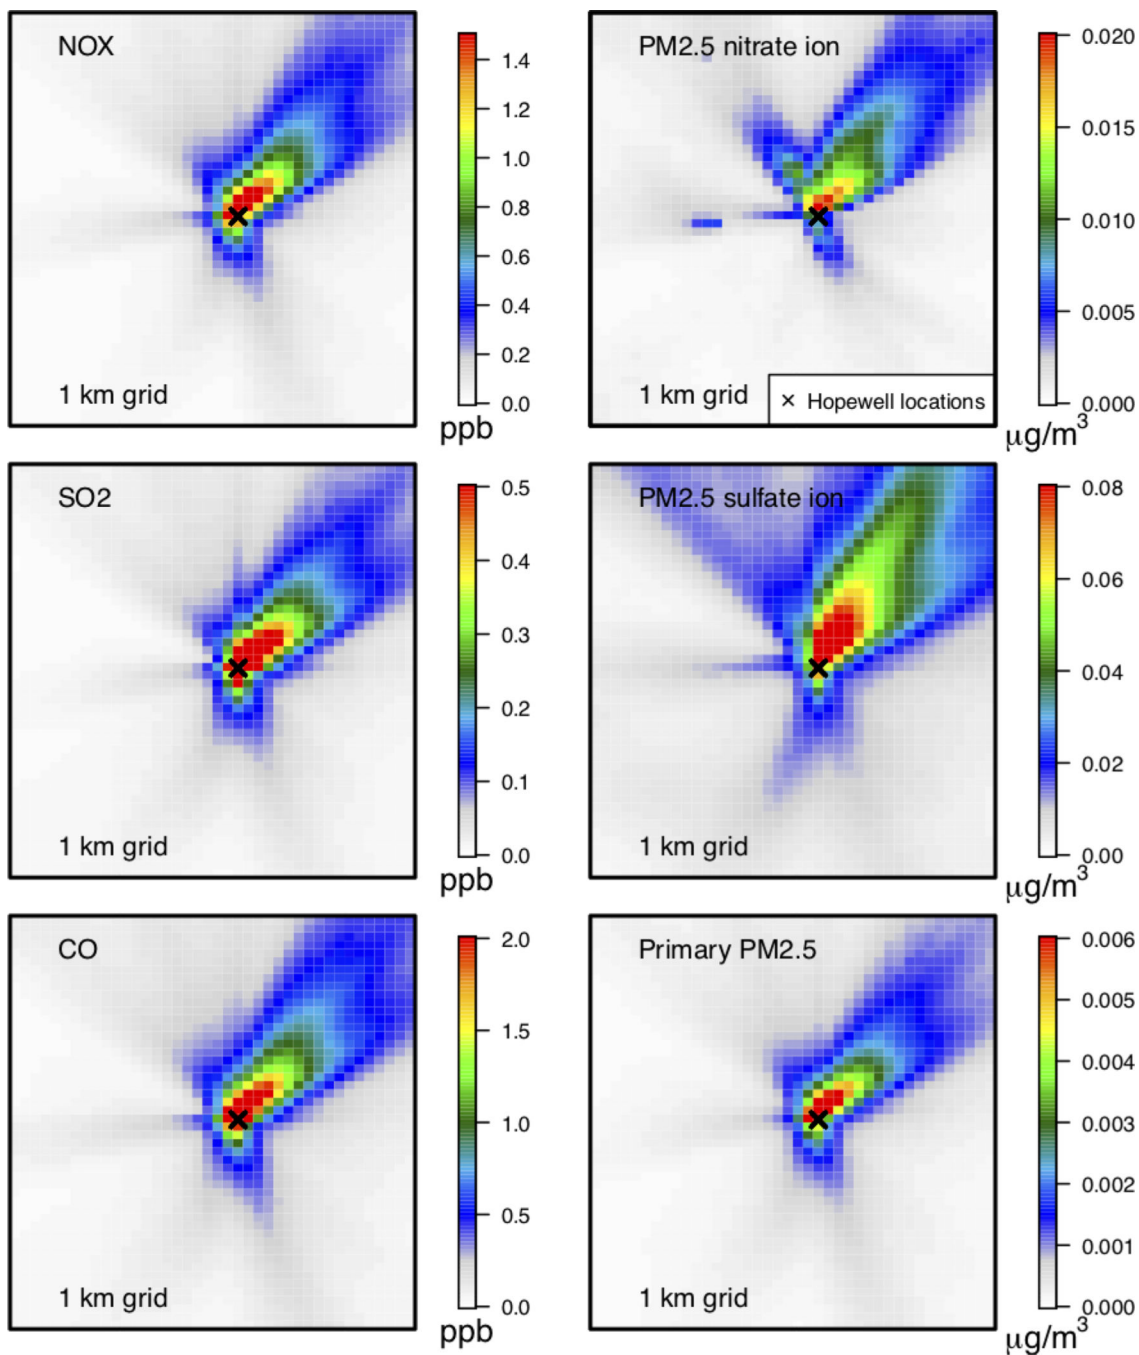 NOX
1.4
1.2
1.0
0.8
0.6
0.4
0.2
0.0
1 km grid
ppb
PM2.5 nitrate ion
0.020
0.015
0.010
0.005
0.000
1 km grid
× Hopewell locations
μg/m³
SO2
0.5
0.4
0.3
0.2
0.1
0.0
1 km grid
ppb
PM2.5 sulfate ion
0.08
0.06
0.04
0.02
0.00
1 km grid
μg/m³
CO
2.0
1.5
1.0
0.5
0.0
1 km grid
ppb
Primary PM2.5
0.006
0.005
0.004
0.003
0.002
0.001
0.000
1 km grid
μg/m³